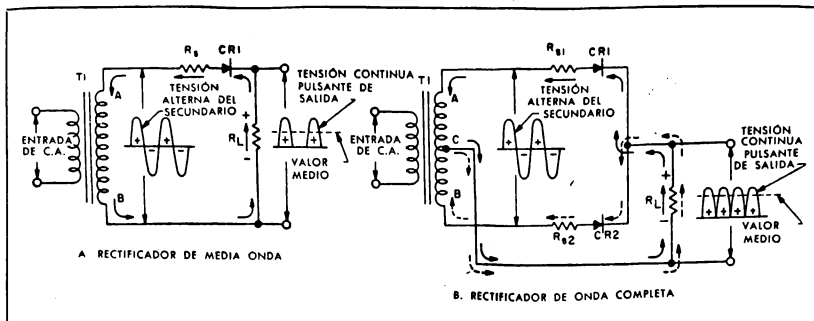 T1
A
B
ENTRADA
DE C.A.
Rs
CR1
TENSIÓN
ALTERNA DEL
SECUNDARIO
+
-
+
-
+
RL
-
TENSIÓN CONTINUA
PULSANTE DE
SALIDA
+
+
VALOR
MEDIO
A RECTIFICADOR DE MEDIA ONDA
T1
A
C
B
ENTRADA
DE C.A.
Rs1
CR1
TENSIÓN
ALTERNA DEL
SECUNDARIO
+
-
+
-
Rs2
CR2
+
RL
-
TENSIÓN
CONTINUA
PULSANTE
DE SALIDA
+ + + +
VALOR
MEDIO
B. RECTIFICADOR DE ONDA COMPLETA